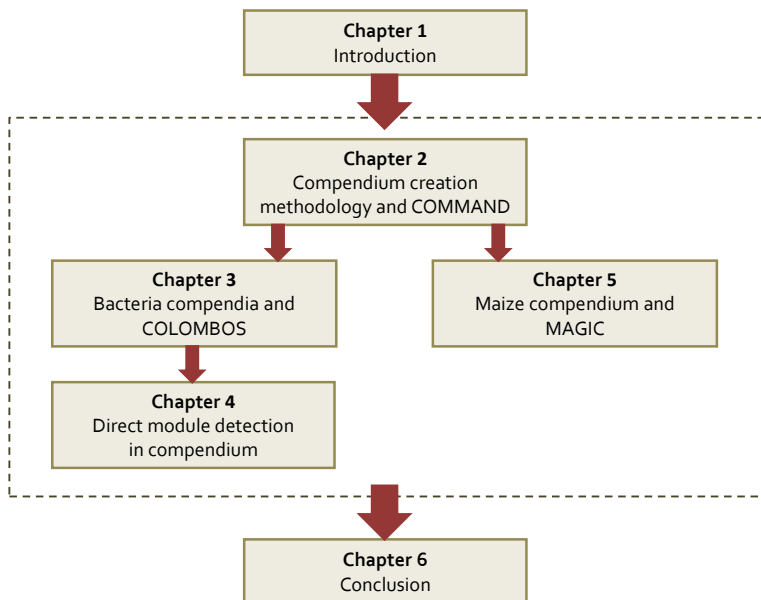 Chapter 1
Introduction
Chapter 2
Compendium creation
methodology and COMMAND
Chapter 3
Bacteria compendia and
COLOMBOS
Chapter 5
Maize compendium and
MAGIC
Chapter 4
Direct module detection
in compendium
Chapter 6
Conclusion